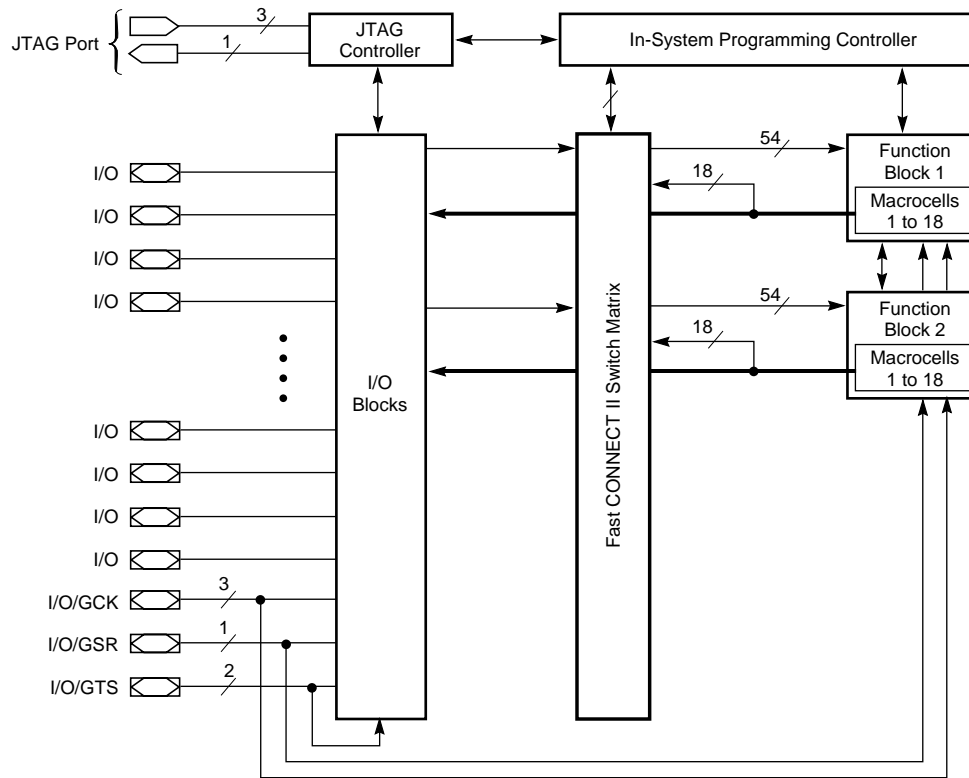 JTAG Port
3
1
JTAG
Controller
In-System Programming Controller
I/O
I/O
I/O
I/O
I/O
I/O
I/O
I/O
I/O/GCK
3
I/O/GSR
1
I/O/GTS
2
I/O
Blocks
Fast CONNECT II Switch Matrix
54
18
Function
Block 1
Macrocells
1 to 18
54
18
Function
Block 2
Macrocells
1 to 18